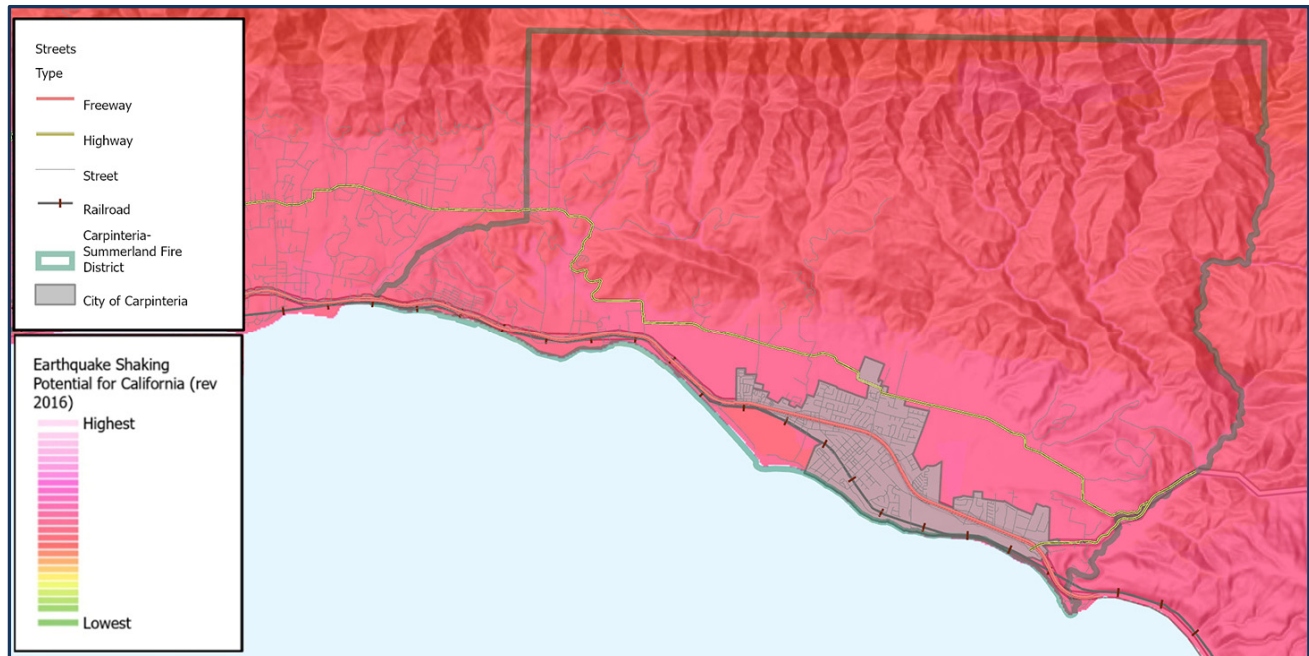 Streets
Type
Freeway
Highway
Street
Railroad
Carpinteria-
Summerland Fire
District
City of Carpinteria
Earthquake Shaking
Potential for California (rev
2016)
Highest
Lowest